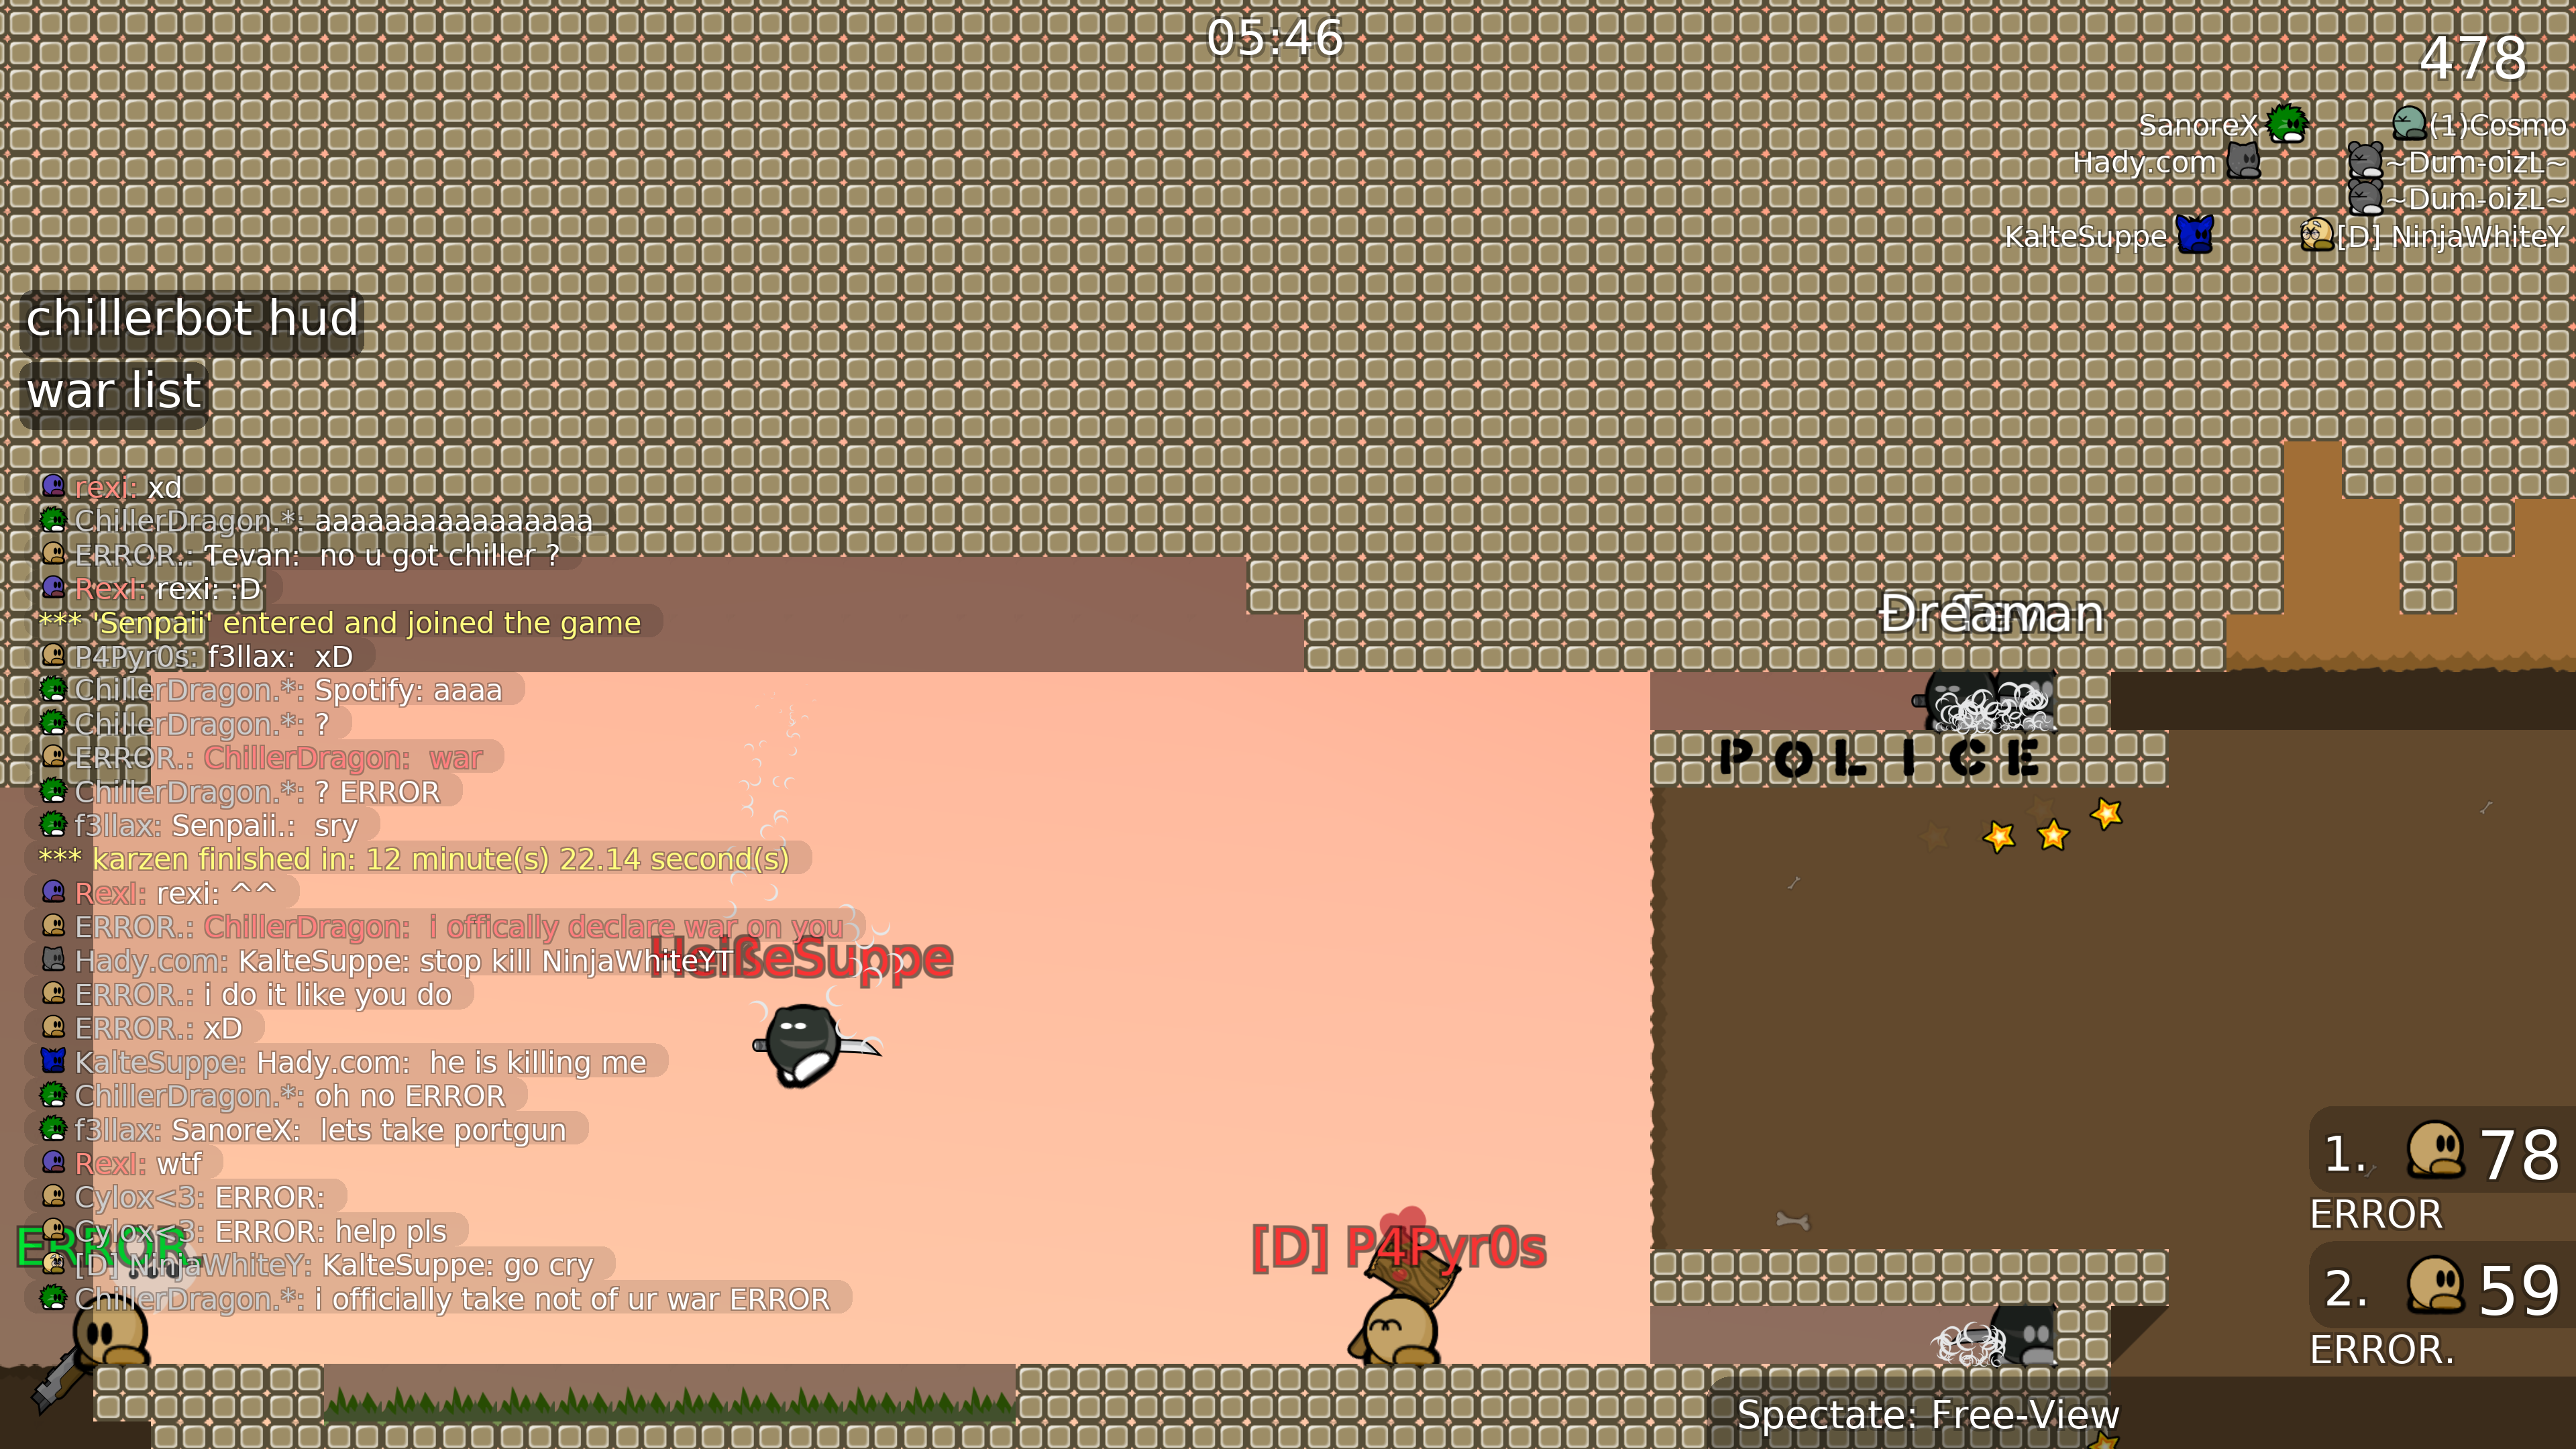 05:46
478
SanoreX (1)Cosmo
Hady.com ~Dum-oizL~
~Dum-oizL~
KalteSuppe [D] NinjaWhiteY
chillerbot hud
war list
rexi: xd
ChillerDragon.*: aaaaaaaaaaaaaaaa
ERROR.: Tevan:  no u got chiller ?
RexI: rexi: :D
*** 'Senpaii' entered and joined the game
P4Pyr0s: f3llax:  xD
ChillerDragon.*: Spotify: aaaa
ChillerDragon.*: ?
ERROR.: ChillerDragon:  war
ChillerDragon.*: ? ERROR
f3llax: Senpaii.:  sry
*** karzen finished in: 12 minute(s) 22.14 second(s)
RexI: rexi: ^^
ERROR.: ChillerDragon:  i offically declare war on you
Hady.com: KalteSuppe: stop kill NinjaWhiteYT
ERROR.: i do it like you do
ERROR.: xD
KalteSuppe: Hady.com:  he is killing me
ChillerDragon.*: oh no ERROR
f3llax: SanoreX:  lets take portgun
RexI: wtf
Cylox<3: ERROR:
Cylox<3: ERROR: help pls
[D] NinjaWhiteY: KalteSuppe: go cry
ChillerDragon.*: i officially take not of ur war ERROR
HeißeSuppe
ERROR
[D] P4Pyr0s
POLICE
1. 78
ERROR
2. 59
ERROR.
Spectate: Free-View